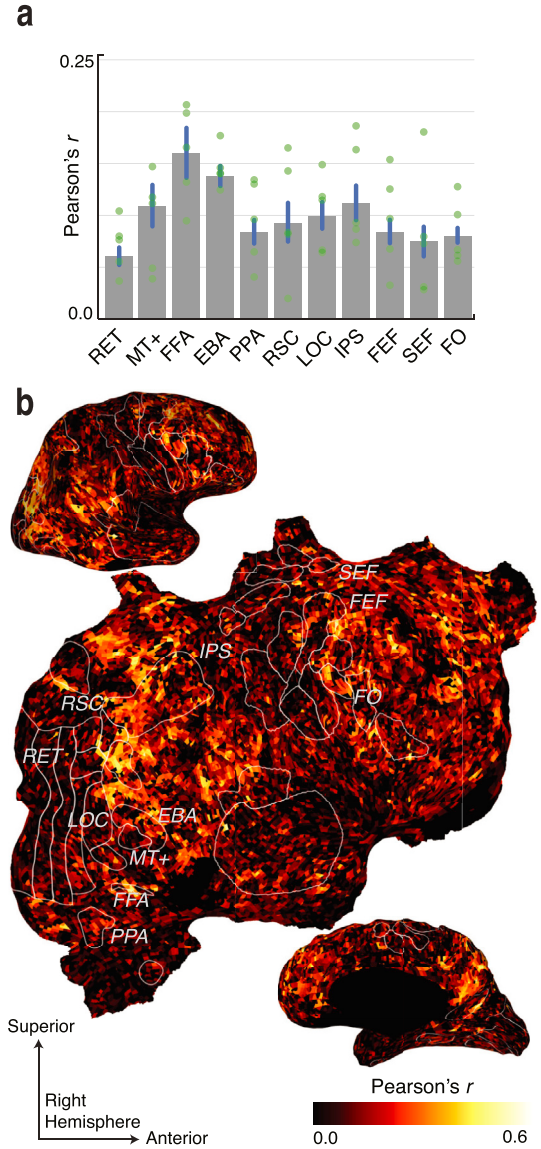 a
0.25
Pearson's r
0.0
RET MT+ FFA EBA PPA RSC LOC IPS FEF SEF FO
b
SEF
FEF
IPS
FO
RSC
RET
LOC EBA
MT+
FFA
PPA
Superior
Right
Hemisphere
Anterior
Pearson's r
0.0 0.6